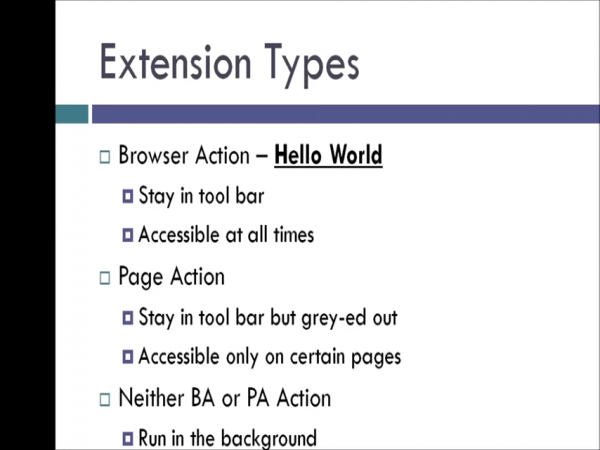 Extension Types
Browser Action – Hello World
Stay in tool bar
Accessible at all times
Page Action
Stay in tool bar but grey-ed out
Accessible only on certain pages
Neither BA or PA Action
Run in the background